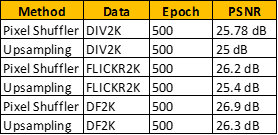 Method Data Epoch PSNR
Pixel Shuffler DIV2K 500 25.78 dB
Upsampling DIV2K 500 25 dB
Pixel Shuffler FLICKR2K 500 26.2 dB
Upsampling FLICKR2K 500 25.4 dB
Pixel Shuffler DF2K 500 26.9 dB
Upsampling DF2K 500 26.3 dB